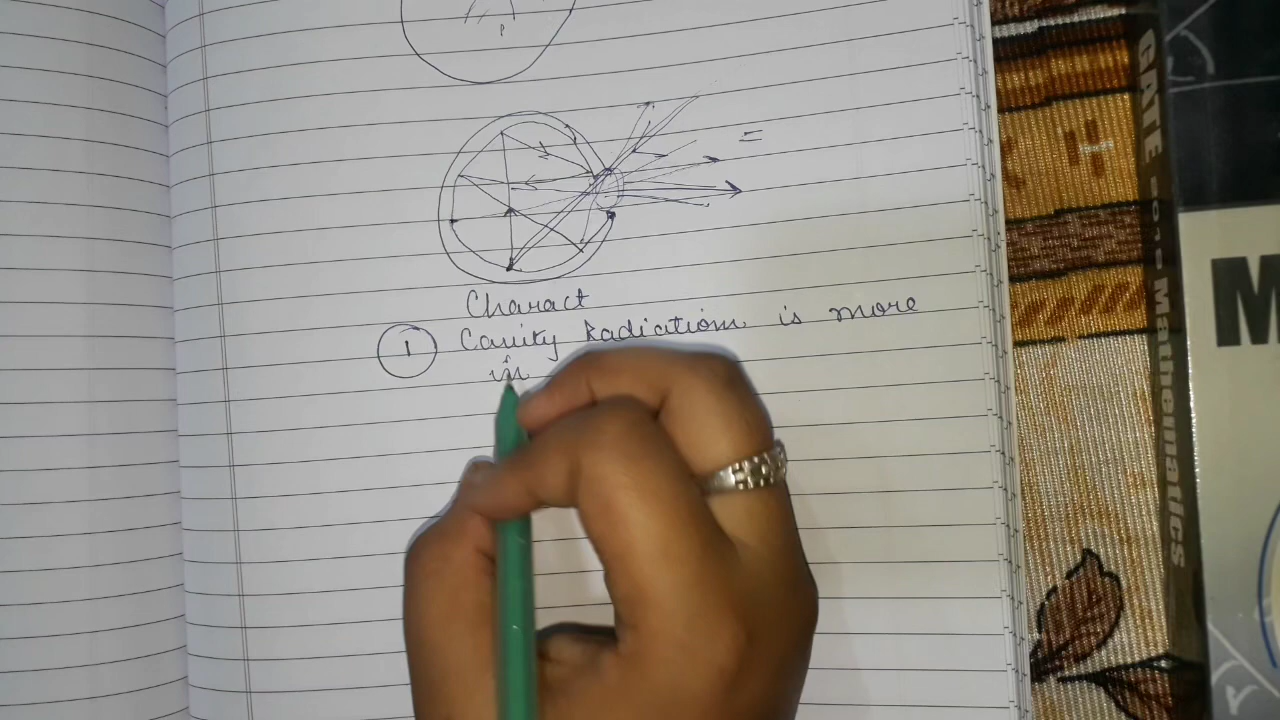 P
=
Charact
1 Cavity Radiation is more
in
GATE Mathematics
M